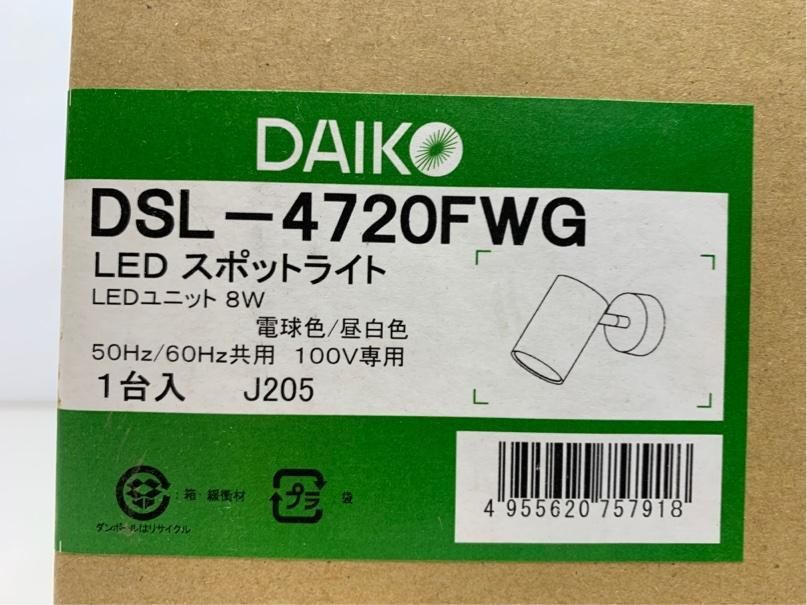 DAIKO
DSL-4720FWG
LED スポットライト
LEDユニット 8W
電球色/昼白色
50Hz/60Hz共用 100V専用
1台入 J205
:箱・緩衝材
ダンボールはリサイクル
プラ
袋
4 955620 757918